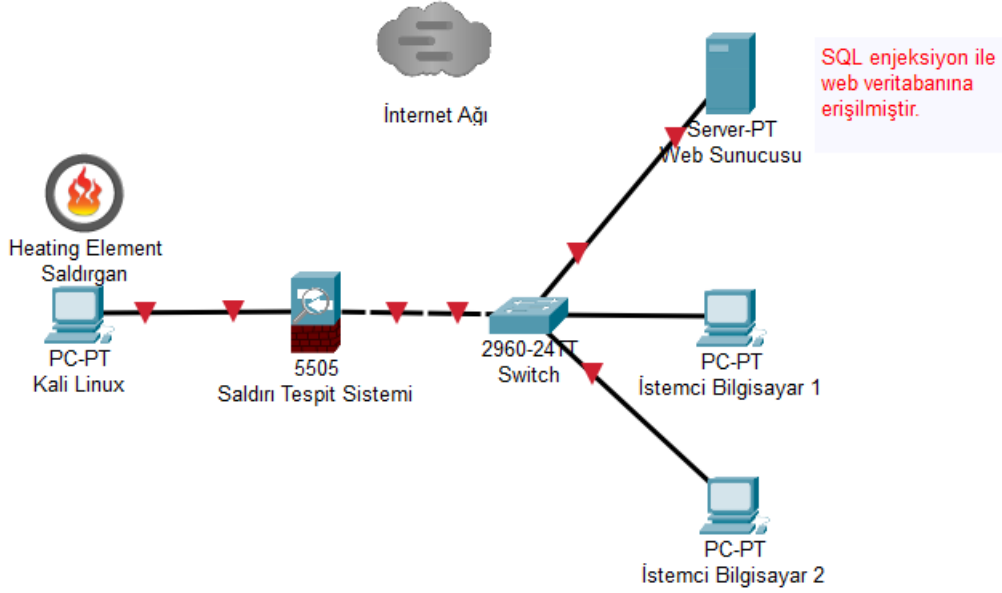 İnternet Ağı
SQL enjeksiyon ile
web veritabanına
erişilmiştir.
Server-PT
Web Sunucusu
Heating Element
Saldırgan
PC-PT
Kali Linux
5505
Saldırı Tespit Sistemi
2960-24TT
Switch
PC-PT
İstemci Bilgisayar 1
PC-PT
İstemci Bilgisayar 2